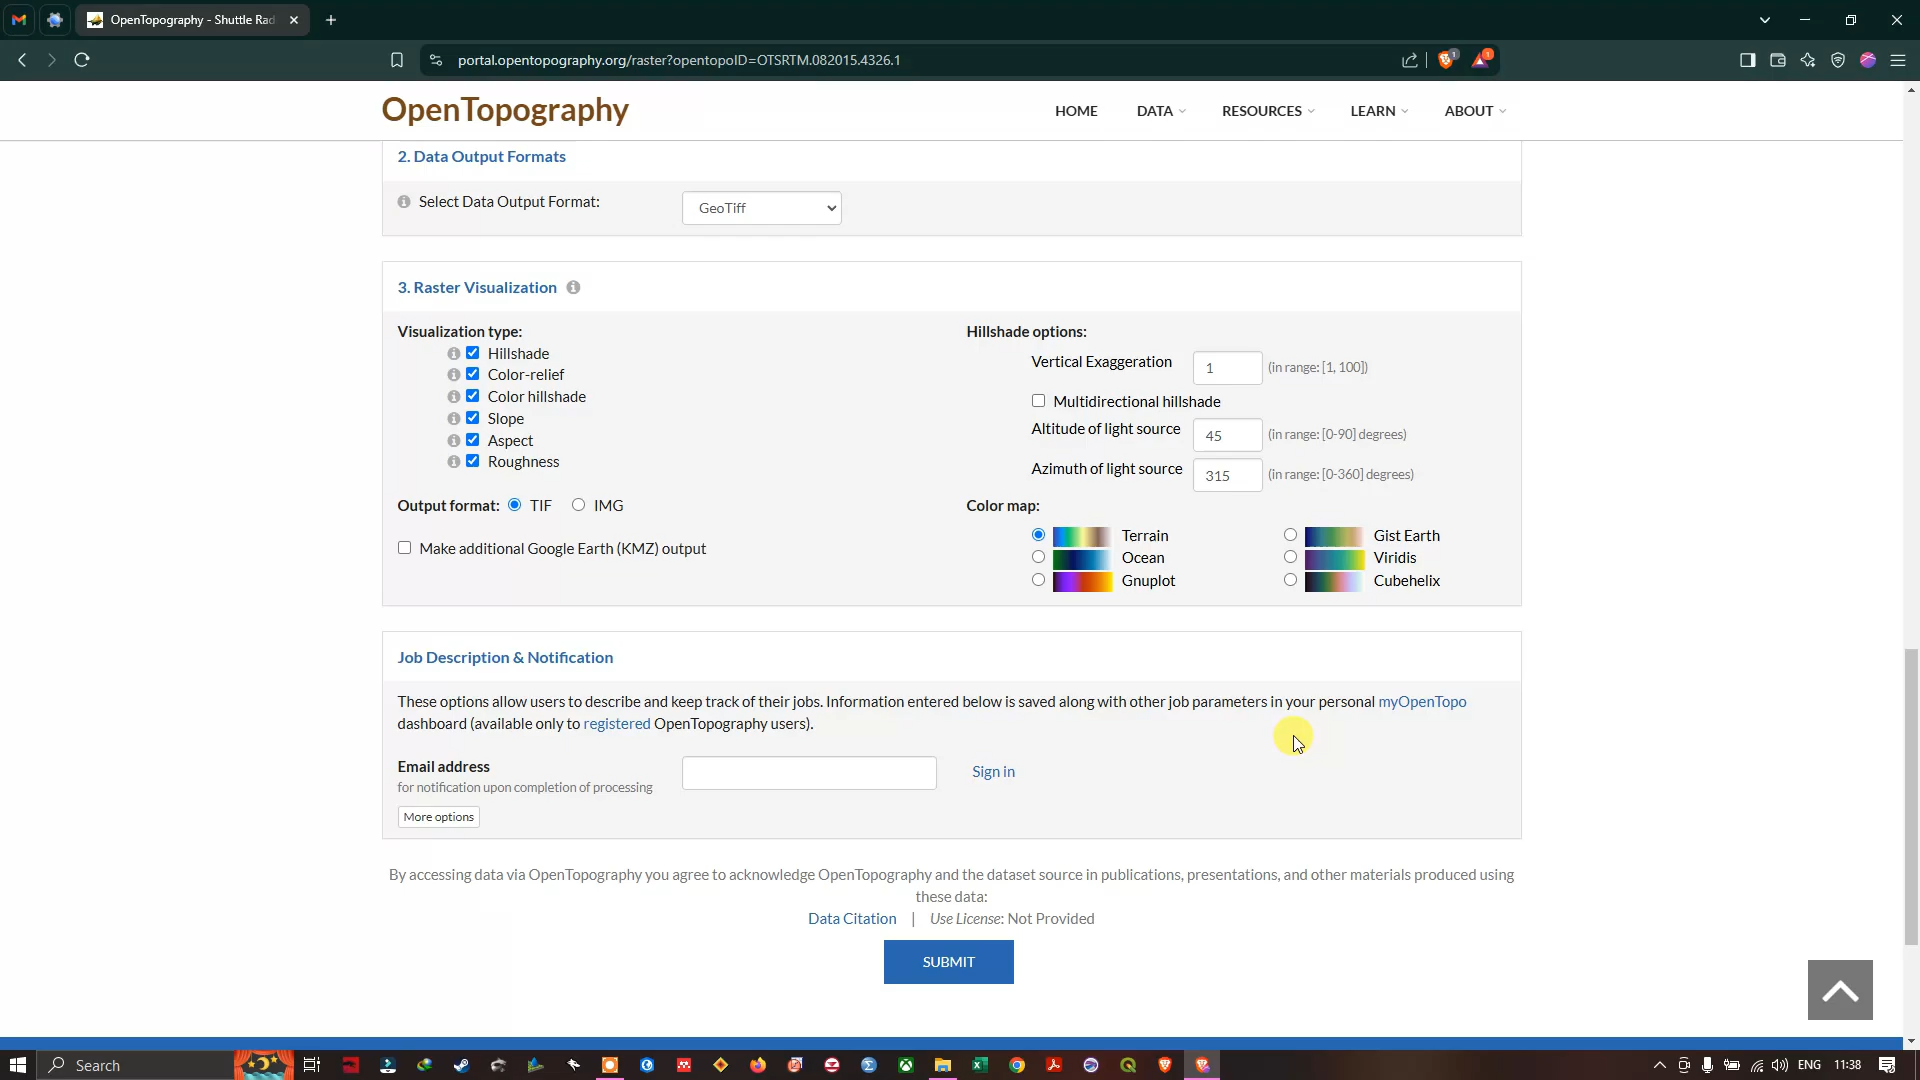 OpenTopography - Shuttle Rad
portal.opentopography.org/raster?opentopoID=OTSRTM.082015.4326.1
1
1
OpenTopography
HOME
DATA
RESOURCES
LEARN
ABOUT
2. Data Output Formats
Select Data Output Format:
GeoTiff
3. Raster Visualization
Visualization type:
Hillshade options:
Hillshade
Vertical Exaggeration 1 (in range: [1, 100])
Color-relief
Color hillshade
Multidirectional hillshade
Slope
Altitude of light source 45 (in range: [0-90] degrees)
Aspect
Roughness
Azimuth of light source 315 (in range: [0-360] degrees)
Output format: TIF IMG
Color map:
Terrain
Gist Earth
Make additional Google Earth (KMZ) output
Ocean
Viridis
Gnuplot
Cubehelix
Job Description & Notification
These options allow users to describe and keep track of their jobs. Information entered below is saved along with other job parameters in your personal myOpenTopo
dashboard (available only to registered OpenTopography users).
Email address
Sign in
for notification upon completion of processing
More options
By accessing data via OpenTopography you agree to acknowledge OpenTopography and the dataset source in publications, presentations, and other materials produced using
these data:
Data Citation | Use License: Not Provided
SUBMIT
Search
ENG 11:38